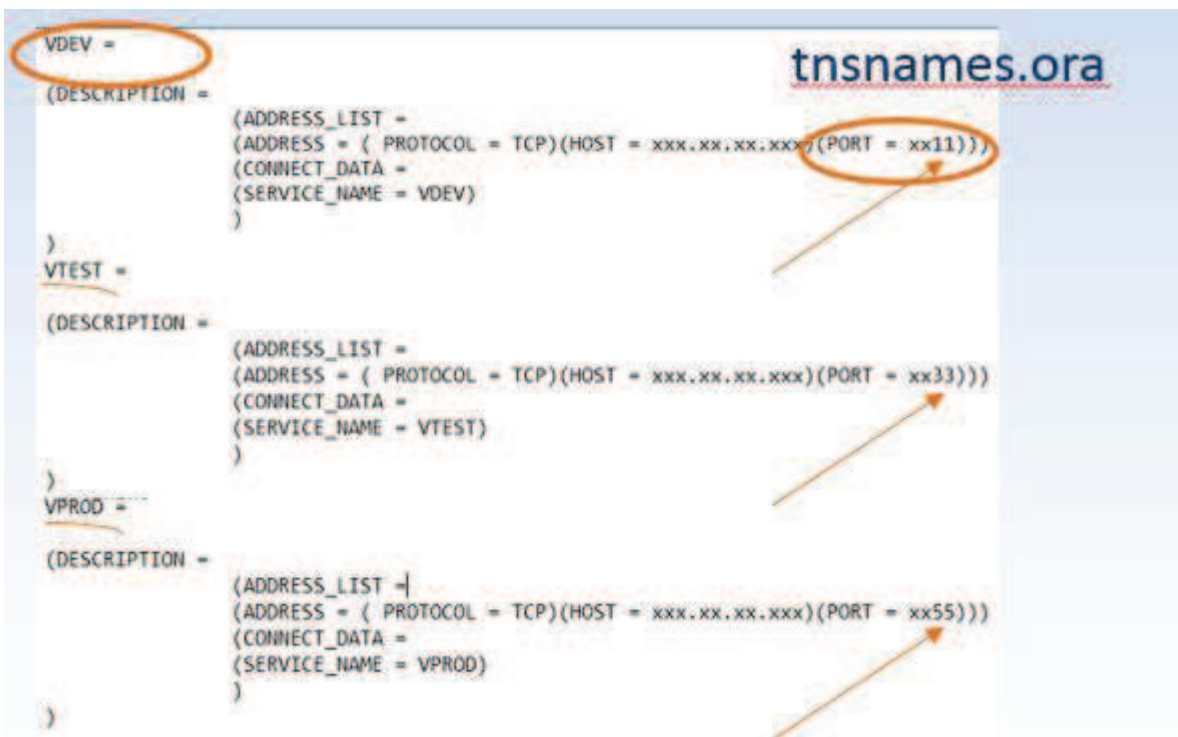 tnsnames.ora
VDEV =
(DESCRIPTION =
(ADDRESS_LIST =
(ADDRESS = ( PROTOCOL = TCP)(HOST = xxx.xx.xx.xxx)(PORT = xx11)))
(CONNECT_DATA =
(SERVICE_NAME = VDEV)
)
)
VTEST =
(DESCRIPTION =
(ADDRESS_LIST =
(ADDRESS = ( PROTOCOL = TCP)(HOST = xxx.xx.xx.xxx)(PORT = xx33)))
(CONNECT_DATA =
(SERVICE_NAME = VTEST)
)
)
VPROD =
(DESCRIPTION =
(ADDRESS_LIST =
(ADDRESS = ( PROTOCOL = TCP)(HOST = xxx.xx.xx.xxx)(PORT = xx55)))
(CONNECT_DATA =
(SERVICE_NAME = VPROD)
)
)